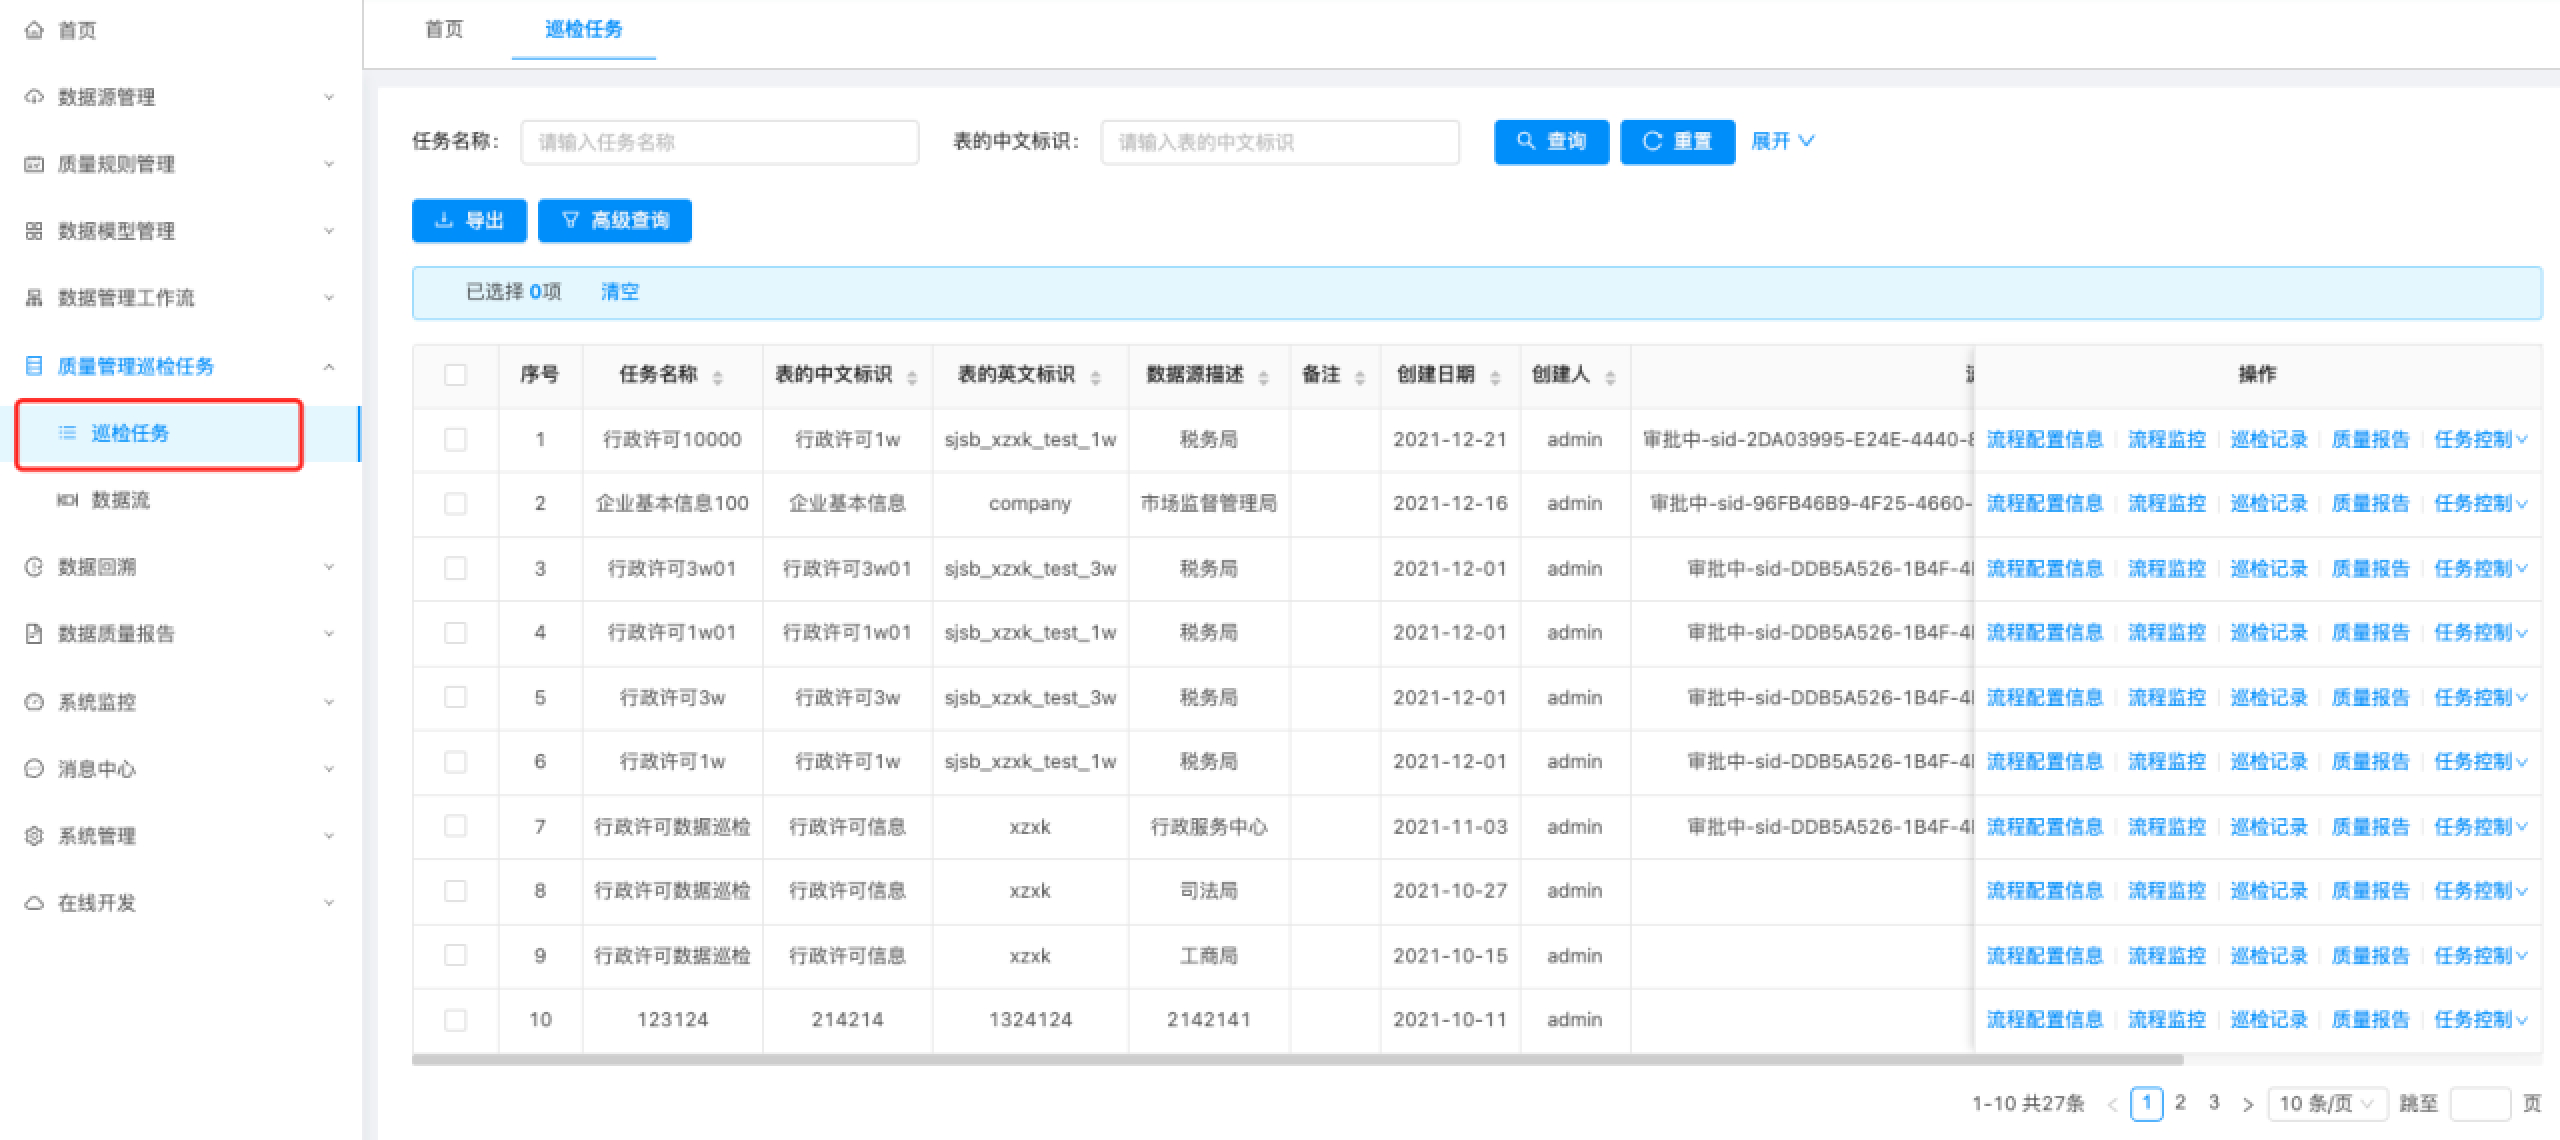 首页
数据源管理
质量规则管理
数据模型管理
数据管理工作流
质量管理巡检任务
巡检任务
数据流
数据回溯
数据质量报告
系统监控
消息中心
系统管理
在线开发
首页 巡检任务
任务名称： 请输入任务名称 表的中文标识： 请输入表的中文标识 查询 重置 展开
导出 高级查询
已选择 0项 清空
序号 任务名称 表的中文标识 表的英文标识 数据源描述 备注 创建日期 创建人 操作
1 行政许可10000 行政许可1w sjsb_xzxk_test_1w 税务局 2021-12-21 admin 审批中-sid-2DA03995-E24E-4440- 流程配置信息 流程监控 巡检记录 质量报告 任务控制
2 企业基本信息100 企业基本信息 company 市场监督管理局 2021-12-16 admin 审批中-sid-96FB46B9-4F25-4660- 流程配置信息 流程监控 巡检记录 质量报告 任务控制
3 行政许可3w01 行政许可3w01 sjsb_xzxk_test_3w 税务局 2021-12-01 admin 审批中-sid-DDB5A526-1B4F-4 流程配置信息 流程监控 巡检记录 质量报告 任务控制
4 行政许可1w01 行政许可1w01 sjsb_xzxk_test_1w 税务局 2021-12-01 admin 审批中-sid-DDB5A526-1B4F-4 流程配置信息 流程监控 巡检记录 质量报告 任务控制
5 行政许可3w 行政许可3w sjsb_xzxk_test_3w 税务局 2021-12-01 admin 审批中-sid-DDB5A526-1B4F-4 流程配置信息 流程监控 巡检记录 质量报告 任务控制
6 行政许可1w 行政许可1w sjsb_xzxk_test_1w 税务局 2021-12-01 admin 审批中-sid-DDB5A526-1B4F-4 流程配置信息 流程监控 巡检记录 质量报告 任务控制
7 行政许可数据巡检 行政许可信息 xzxk 行政服务中心 2021-11-03 admin 审批中-sid-DDB5A526-1B4F-4 流程配置信息 流程监控 巡检记录 质量报告 任务控制
8 行政许可数据巡检 行政许可信息 xzxk 司法局 2021-10-27 admin 流程配置信息 流程监控 巡检记录 质量报告 任务控制
9 行政许可数据巡检 行政许可信息 xzxk 工商局 2021-10-15 admin 流程配置信息 流程监控 巡检记录 质量报告 任务控制
10 123124 214214 1324124 2142141 2021-10-11 admin 流程配置信息 流程监控 巡检记录 质量报告 任务控制
1-10 共27条 < 1 2 3 > 10 条/页 跳至 页